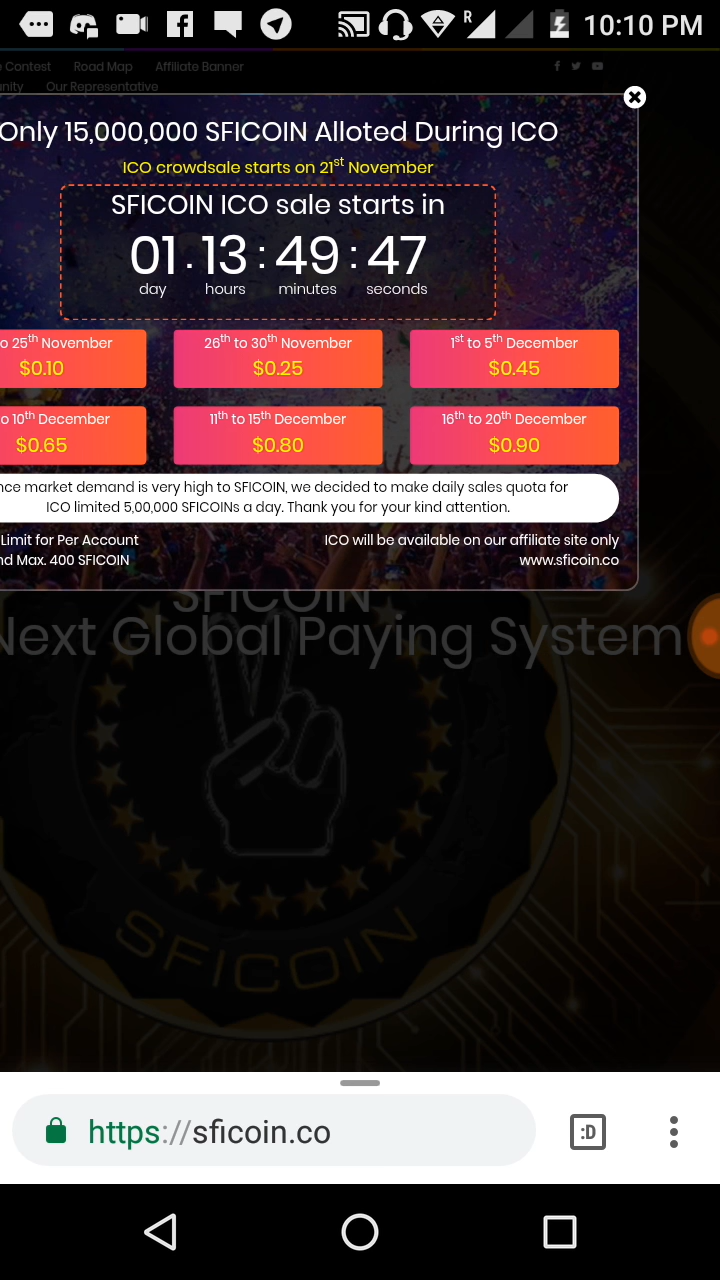 10:10 PM
Contest Road Map Affiliate Banner
Our Representative
Only 15,000,000 SFICOIN Alloted During ICO
ICO crowdsale starts on 21st November
SFICOIN ICO sale starts in
01 . 13 : 49 : 47
day hours minutes seconds
o 25th November 26th to 30th November 1st to 5th December
$0.10 $0.25 $0.45
o 10th December 11th to 15th December 16th to 20th December
$0.65 $0.80 $0.90
nce market demand is very high to SFICOIN, we decided to make daily sales quota for
ICO limited 5,00,000 SFICOINs a day. Thank you for your kind attention.
Limit for Per Account ICO will be available on our affiliate site only
nd Max. 400 SFICOIN www.sficoin.co
SFICOIN
Next Global Paying System
SFICOIN
https://sficoin.co
:D